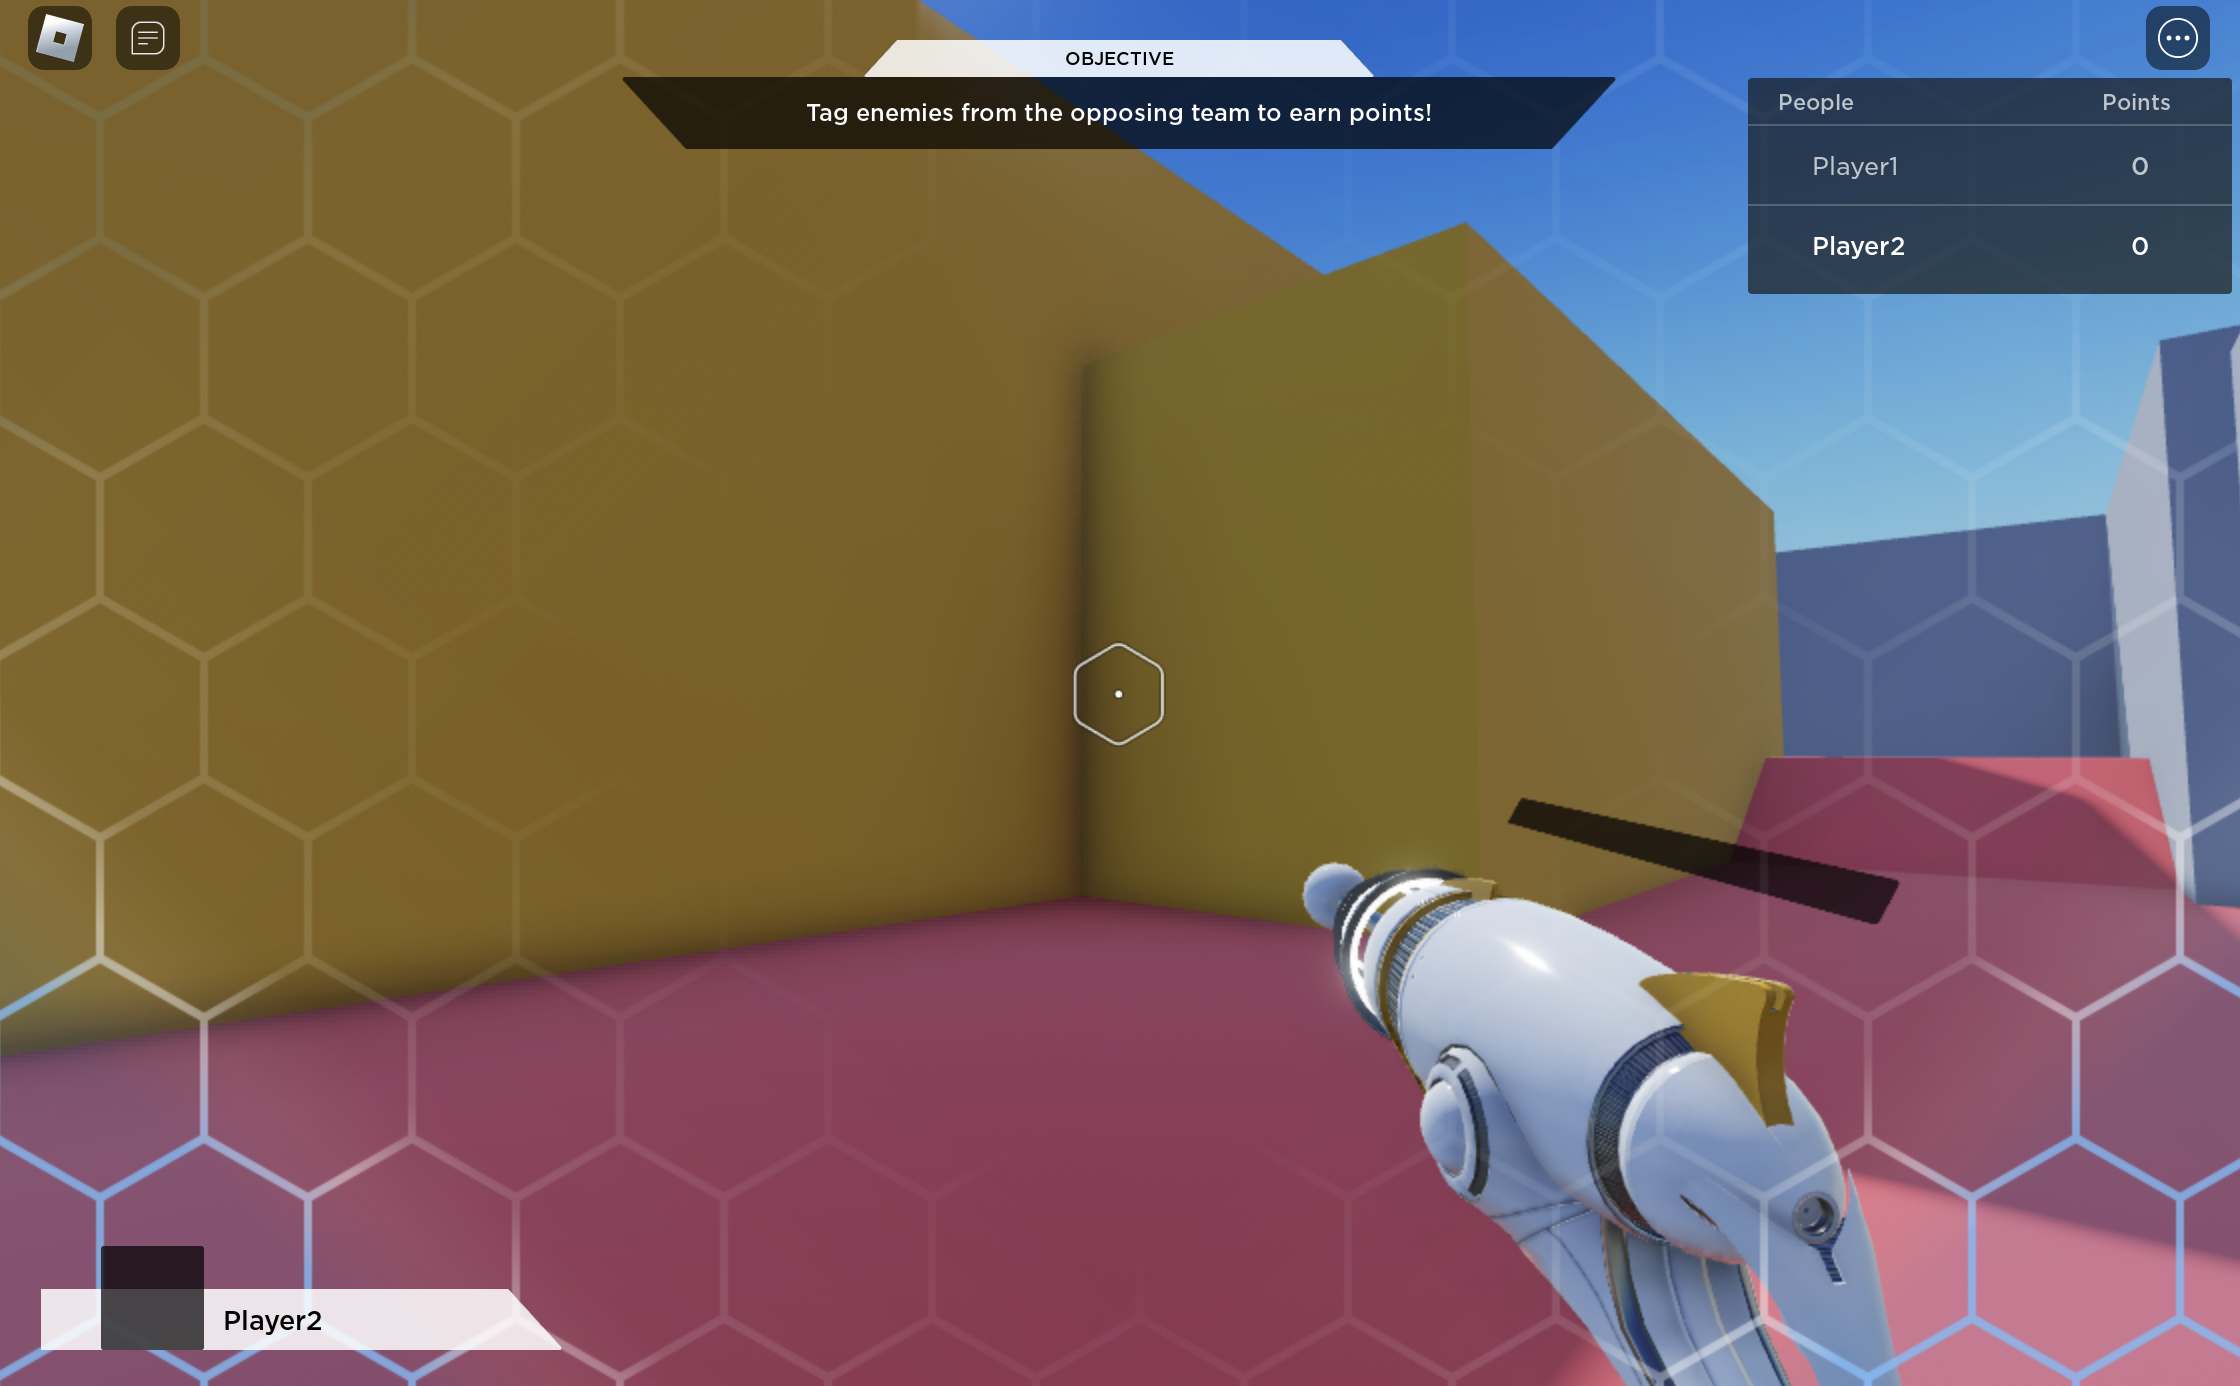 OBJECTIVE
Tag enemies from the opposing team to earn points!
People Points
Player1 0
Player2 0
Player2